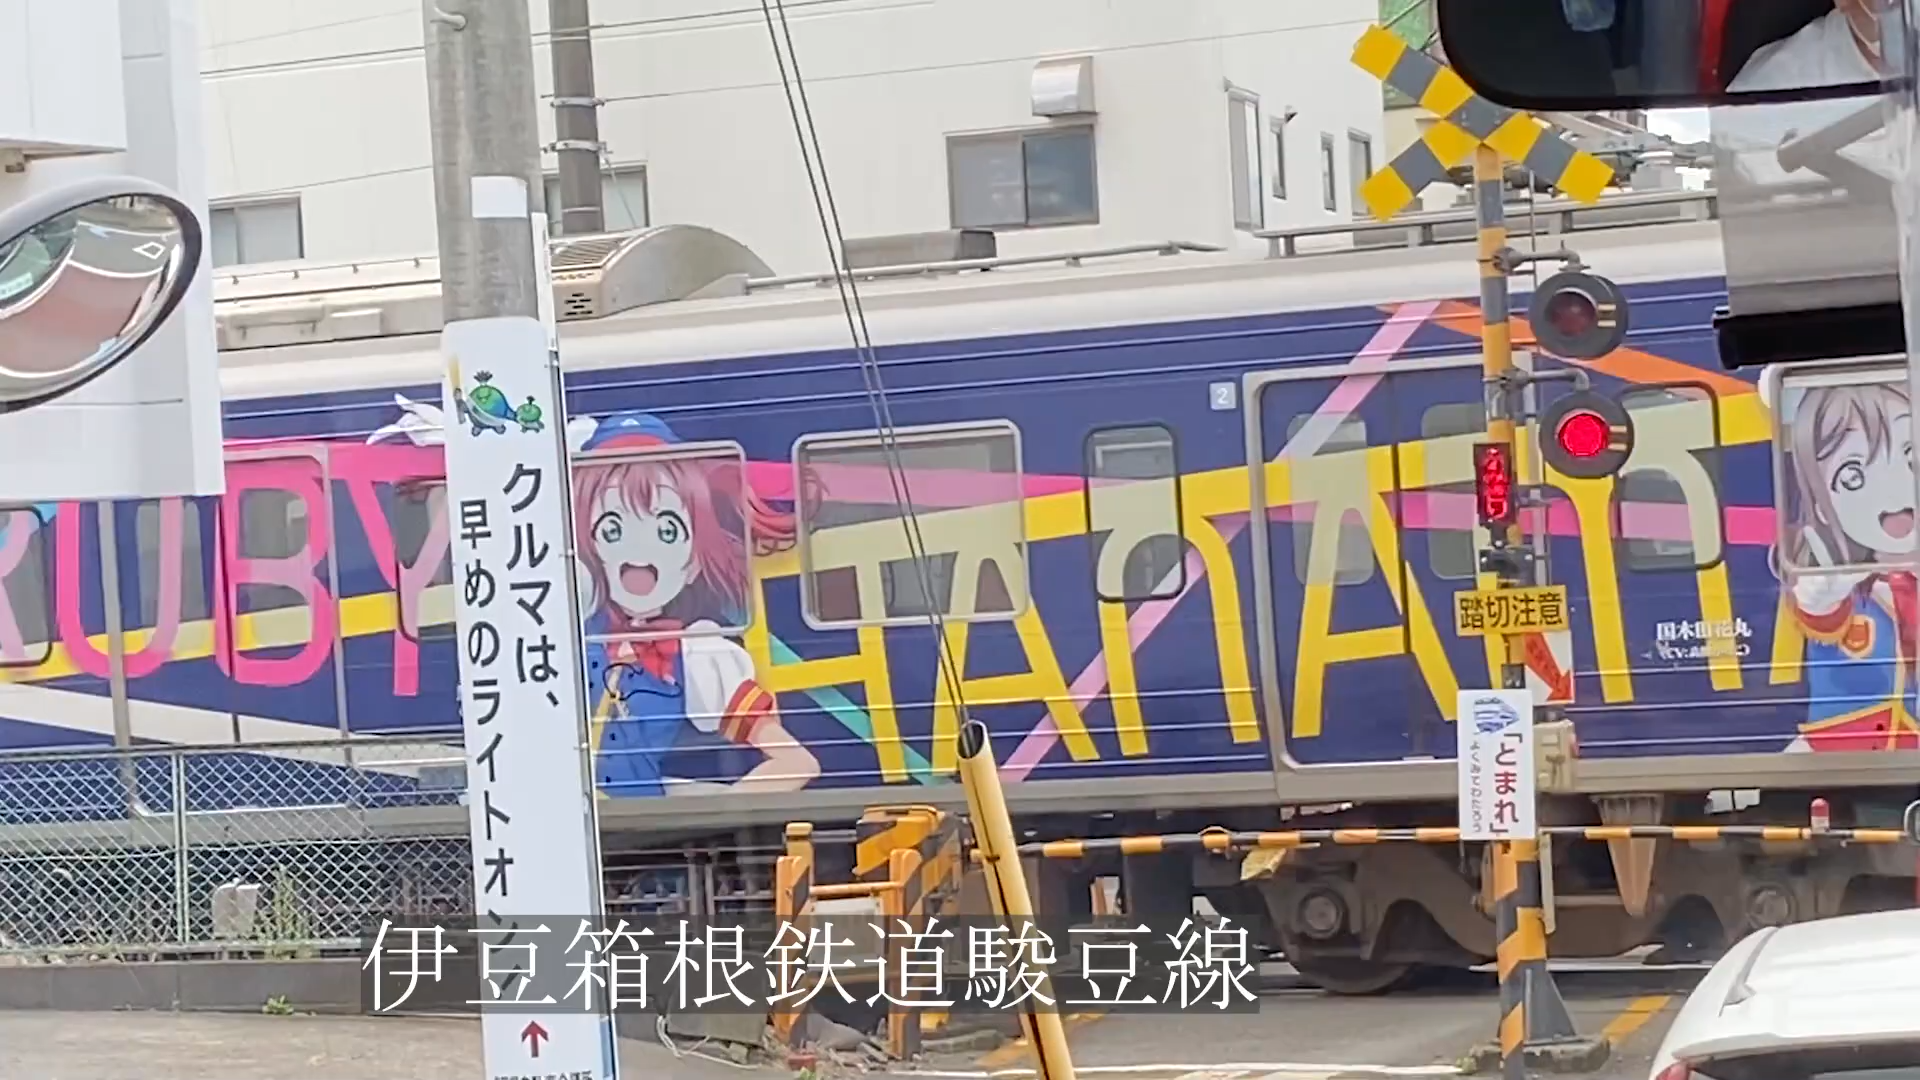 クルマは、
早めのライトオン！
RUBY
HANAMARU
2
国木田花丸
踏切注意
「とまれ」
よくみてわたろう
伊豆箱根鉄道駿豆線